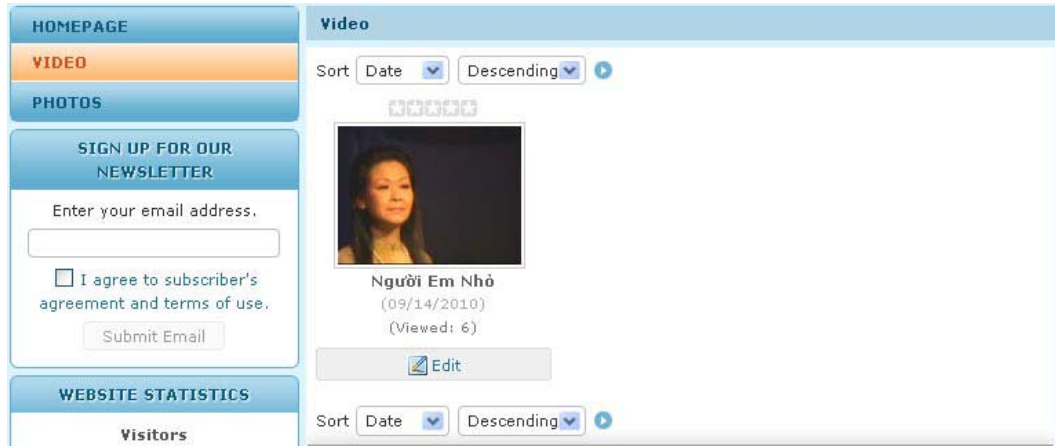 HOMEPAGE
VIDEO
PHOTOS
SIGN UP FOR OUR
NEWSLETTER
Enter your email address.
I agree to subscriber's
agreement and terms of use.
Submit Email
WEBSITE STATISTICS
Visitors
Video
Sort Date Descending
Người Em Nhỏ
(09/14/2010)
(Viewed: 6)
Edit
Sort Date Descending